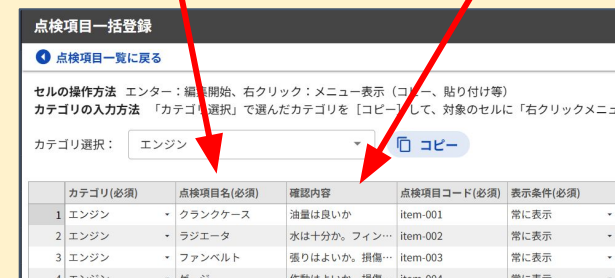 点検項目一括登録
点検項目一覧に戻る
セルの操作方法 エンター：編集開始、右クリック：メニュー表示（コピー、貼り付け等）
カテゴリの入力方法 「カテゴリ選択」で選んだカテゴリを［コピー］して、対象のセルに「右クリックメニュ
カテゴリ選択： エンジン コピー
カテゴリ(必須) 点検項目名(必須) 確認内容 点検項目コード(必須) 表示条件(必須)
1 エンジン クランクケース 油量は良いか item-001 常に表示
2 エンジン ラジエータ 水は十分か。フィン… item-002 常に表示
3 エンジン ファンベルト 張りはよいか。損傷… item-003 常に表示